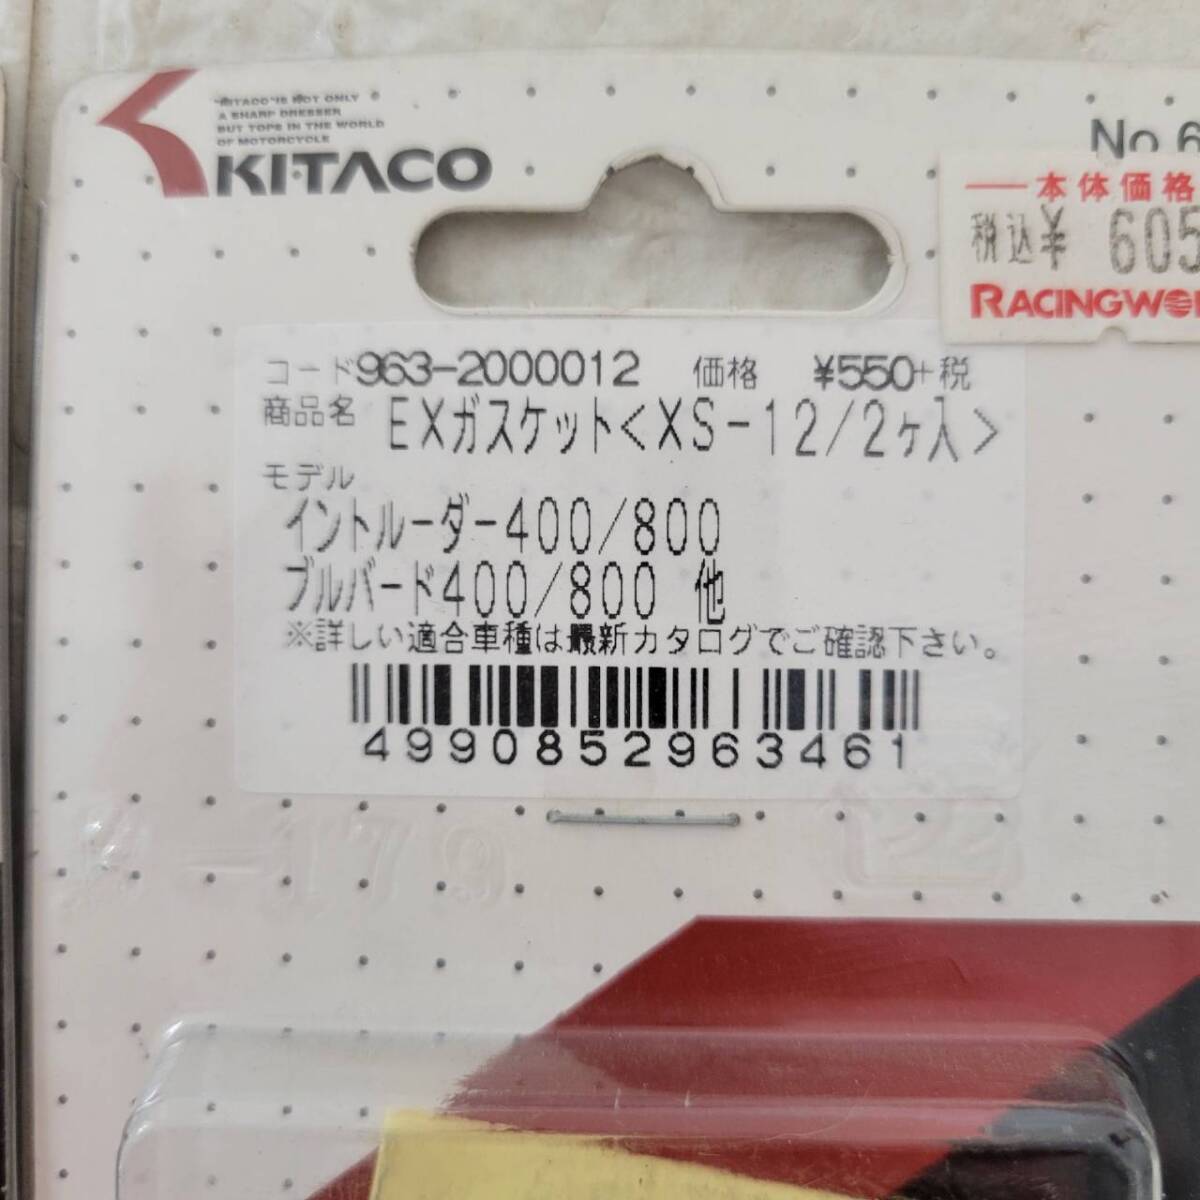 "KITACO" IS NOT ONLY
A SHARP DRESSER
BUT TOPS IN THE WORLD
OF MOTORCYCLE
KITACO
No.6
本体価格
税込¥ 605
RACINGWO
コード963-2000012 価格 ¥550+税
商品名 EXガスケット<XS-12/2ヶ入>
モデル
イントルーダー400/800
ブルバード400/800 他
※詳しい適合車種は最新カタログでご確認下さい。
4990852963461
-179